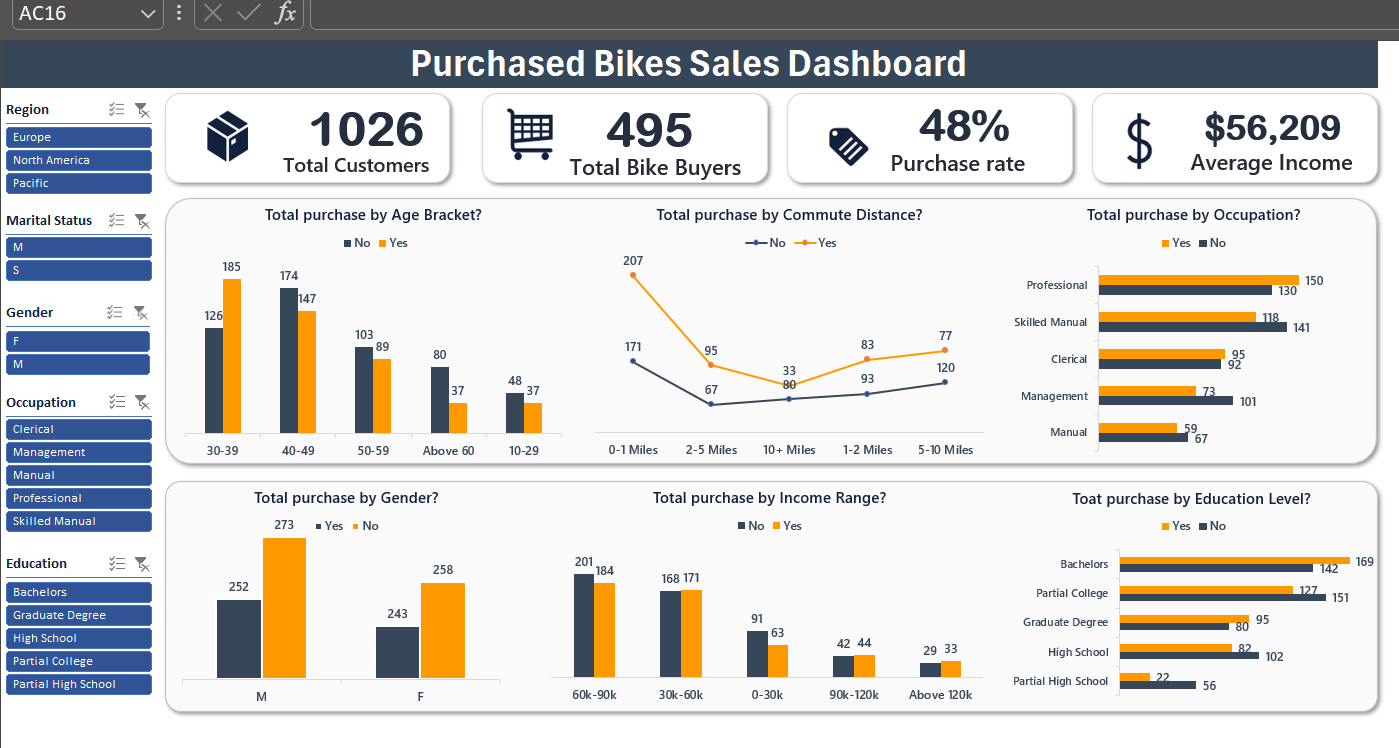 AC16
fx
Purchased Bikes Sales Dashboard
Region
Europe
North America
Pacific
Marital Status
M
S
Gender
F
M
Occupation
Clerical
Management
Manual
Professional
Skilled Manual
Education
Bachelors
Graduate Degree
High School
Partial College
Partial High School
1026
Total Customers
495
Total Bike Buyers
48%
Purchase rate
$
$56,209
Average Income
Total purchase by Age Bracket?
No Yes
126 185
174 147
103 89
80 37
48 37
30-39 40-49 50-59 Above 60 10-29
Total purchase by Commute Distance?
No Yes
207 95 33 83 77
171 67 80 93 120
0-1 Miles 2-5 Miles 10+ Miles 1-2 Miles 5-10 Miles
Total purchase by Occupation?
Yes No
Professional 150 130
Skilled Manual 118 141
Clerical 95 92
Management 73 101
Manual 59 67
Total purchase by Gender?
Yes No
252 273
243 258
M F
Total purchase by Income Range?
No Yes
201 184
168 171
91 63
42 44
29 33
60k-90k 30k-60k 0-30k 90k-120k Above 120k
Toat purchase by Education Level?
Yes No
Bachelors 169 142
Partial College 127 151
Graduate Degree 95 80
High School 82 102
Partial High School 22 56